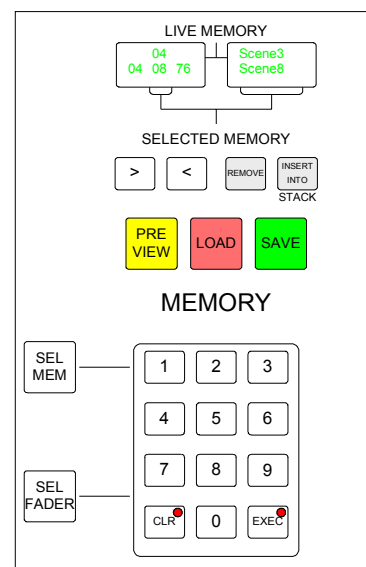 LIVE MEMORY
04 Scene3
04 08 76 Scene8
SELECTED MEMORY
> < REMOVE INSERT
INTO
STACK
PRE
VIEW LOAD SAVE
MEMORY
SEL
MEM
1 2 3
4 5 6
7 8 9
SEL
FADER
CLR 0 EXEC